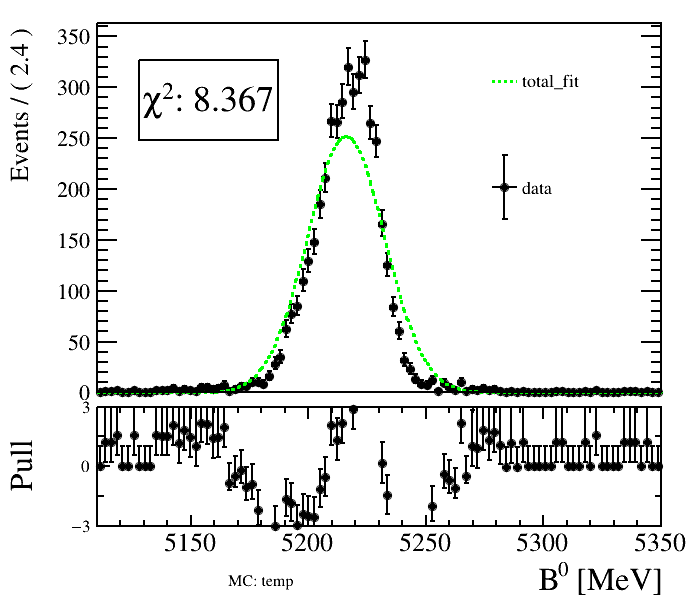 Events / ( 2.4 )
350
300
250
200
150
100
50
0
χ²: 8.367
total_fit
data
Pull
3
0
−3
5150
5200
5250
5300
5350
MC: temp
B⁰ [MeV]